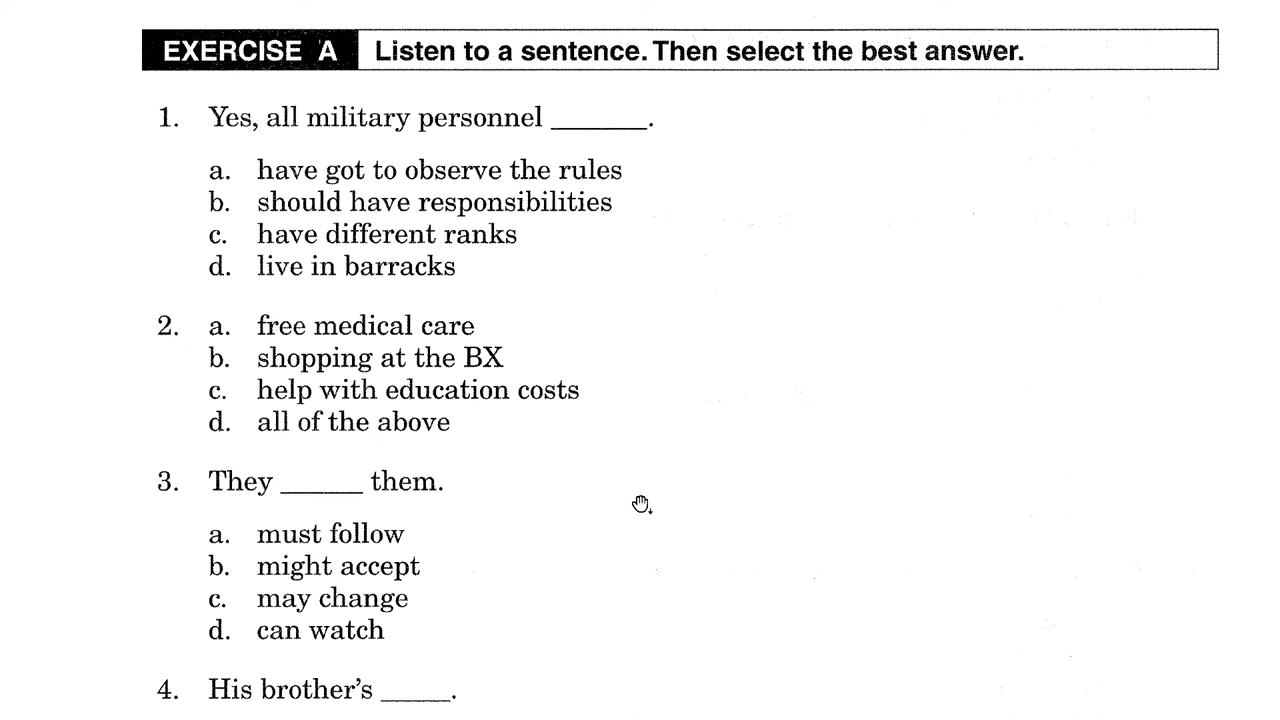 EXERCISE A Listen to a sentence. Then select the best answer.
1. Yes, all military personnel _______.
a. have got to observe the rules
b. should have responsibilities
c. have different ranks
d. live in barracks
2. a. free medical care
b. shopping at the BX
c. help with education costs
d. all of the above
3. They ______ them.
a. must follow
b. might accept
c. may change
d. can watch
4. His brother's _____.